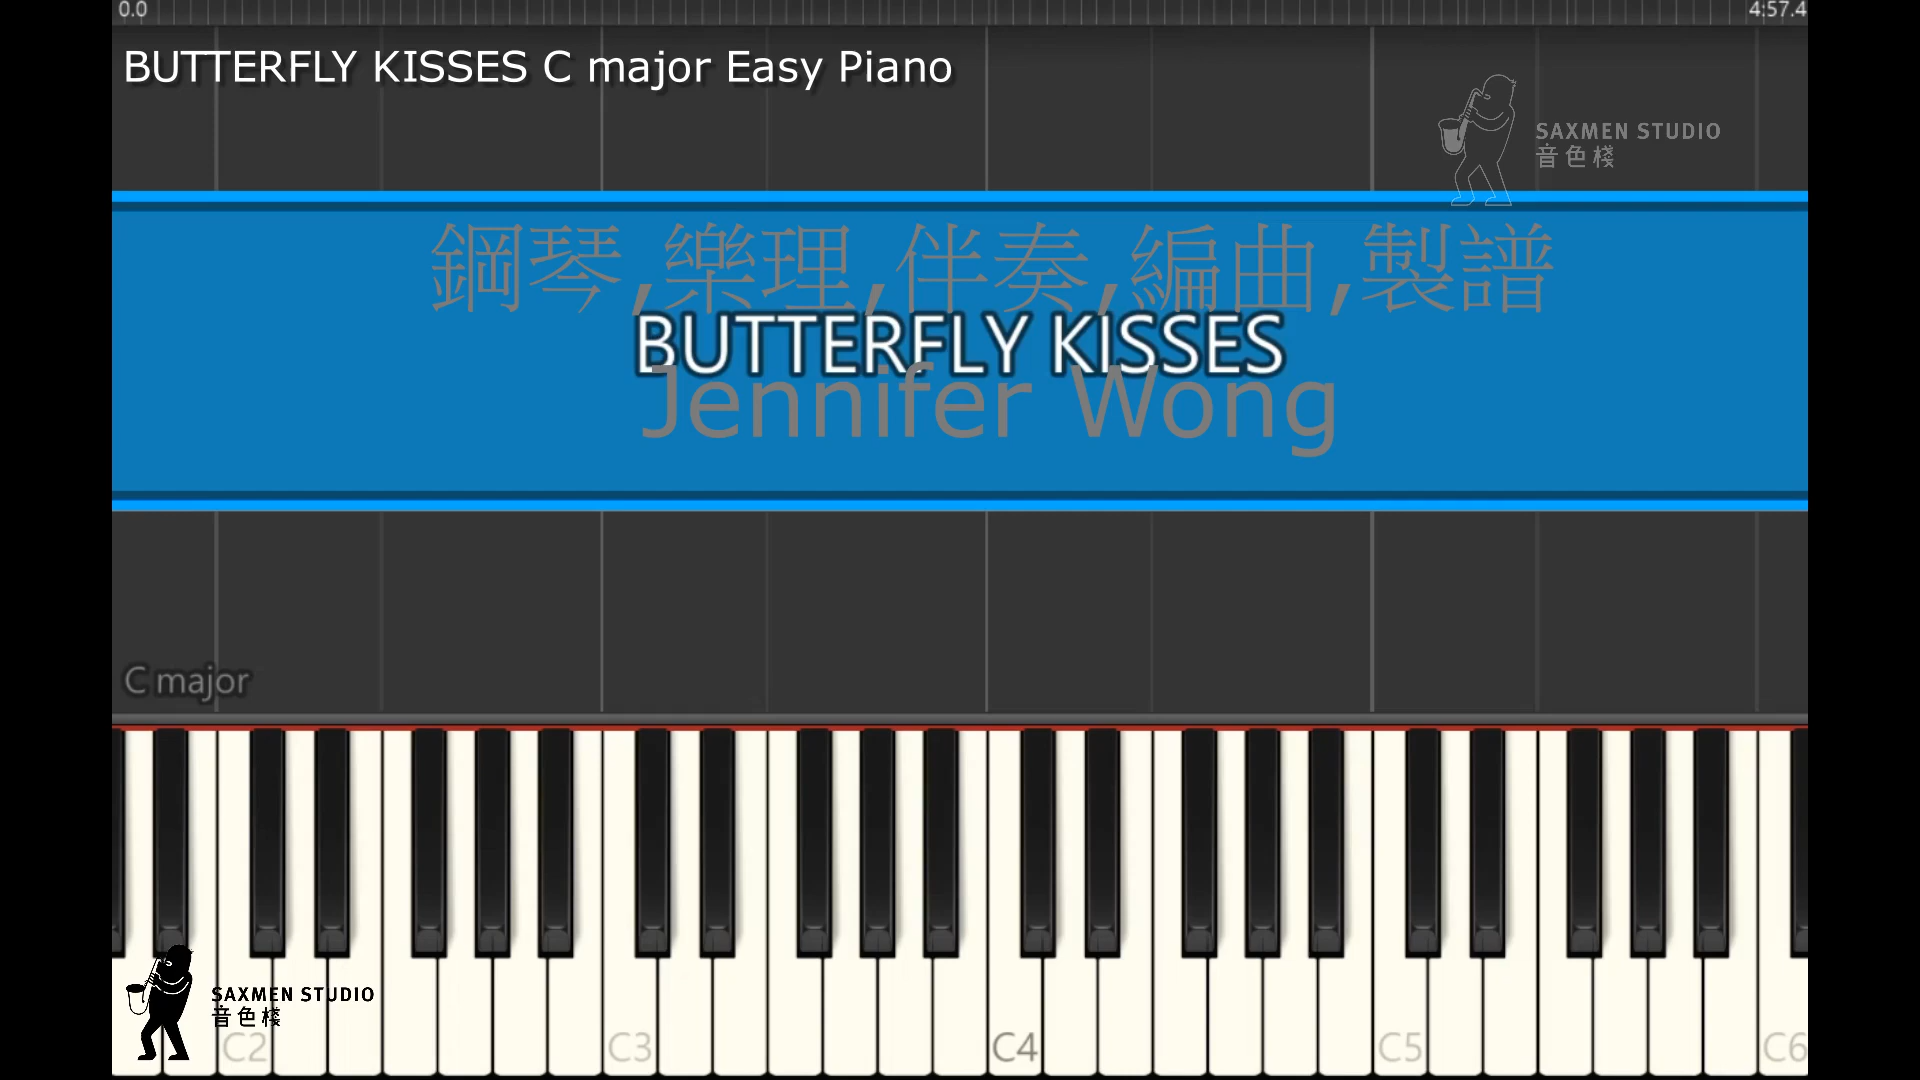 0.0
4:57.4
BUTTERFLY KISSES C major Easy Piano
SAXMEN STUDIO
音色棧
鋼琴,樂理,伴奏,編曲,製譜
BUTTERFLY KISSES
Jennifer Wong
C major
SAXMEN STUDIO
音色棧
C2
C3
C4
C5
C6